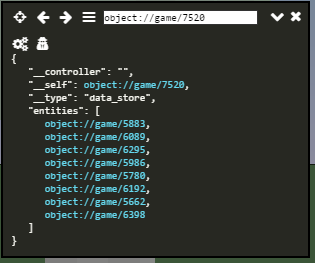 object://game/7520
{
"__controller": "",
"__self": object://game/7520,
"__type": "data_store",
"entities": [
object://game/5883,
object://game/6089,
object://game/6295,
object://game/5986,
object://game/5780,
object://game/6192,
object://game/5662,
object://game/6398
]
}